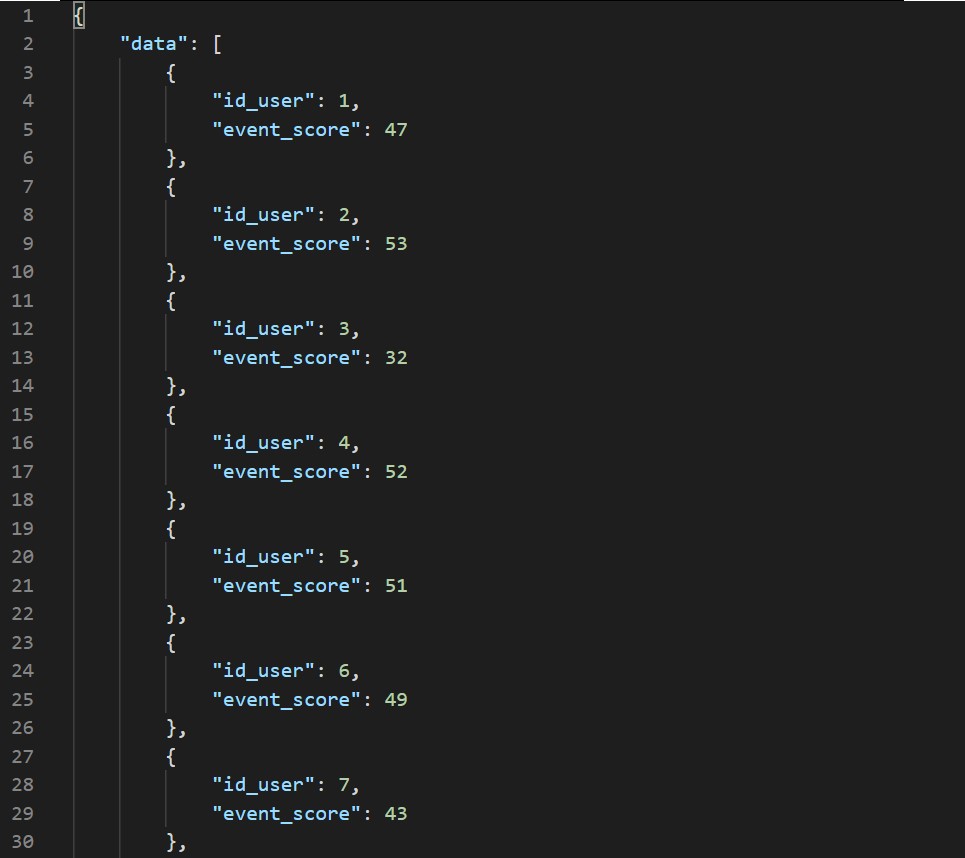 1 {
2 "data": [
3 {
4 "id_user": 1,
5 "event_score": 47
6 },
7 {
8 "id_user": 2,
9 "event_score": 53
10 },
11 {
12 "id_user": 3,
13 "event_score": 32
14 },
15 {
16 "id_user": 4,
17 "event_score": 52
18 },
19 {
20 "id_user": 5,
21 "event_score": 51
22 },
23 {
24 "id_user": 6,
25 "event_score": 49
26 },
27 {
28 "id_user": 7,
29 "event_score": 43
30 },